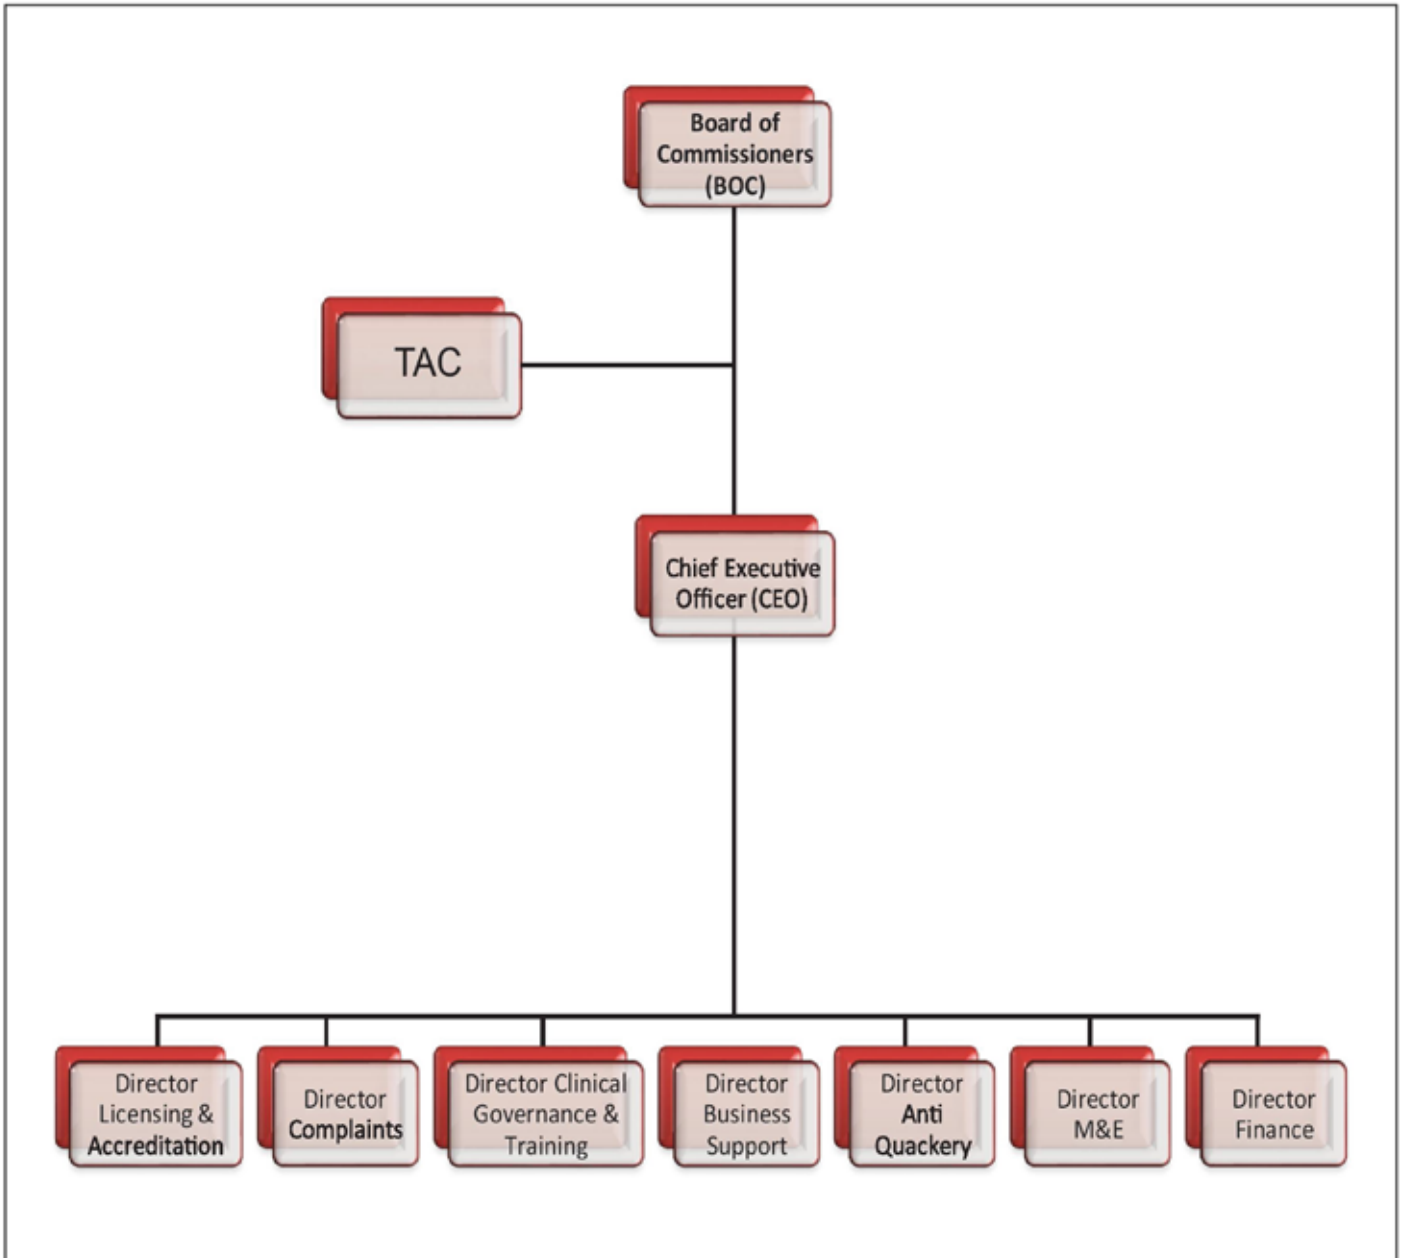 Board of
Commissioners
(BOC)
TAC
Chief Executive
Officer (CEO)
Director
Licensing &
Accreditation
Director
Complaints
Director Clinical
Governance &
Training
Director
Business
Support
Director
Anti
Quackery
Director
M&E
Director
Finance